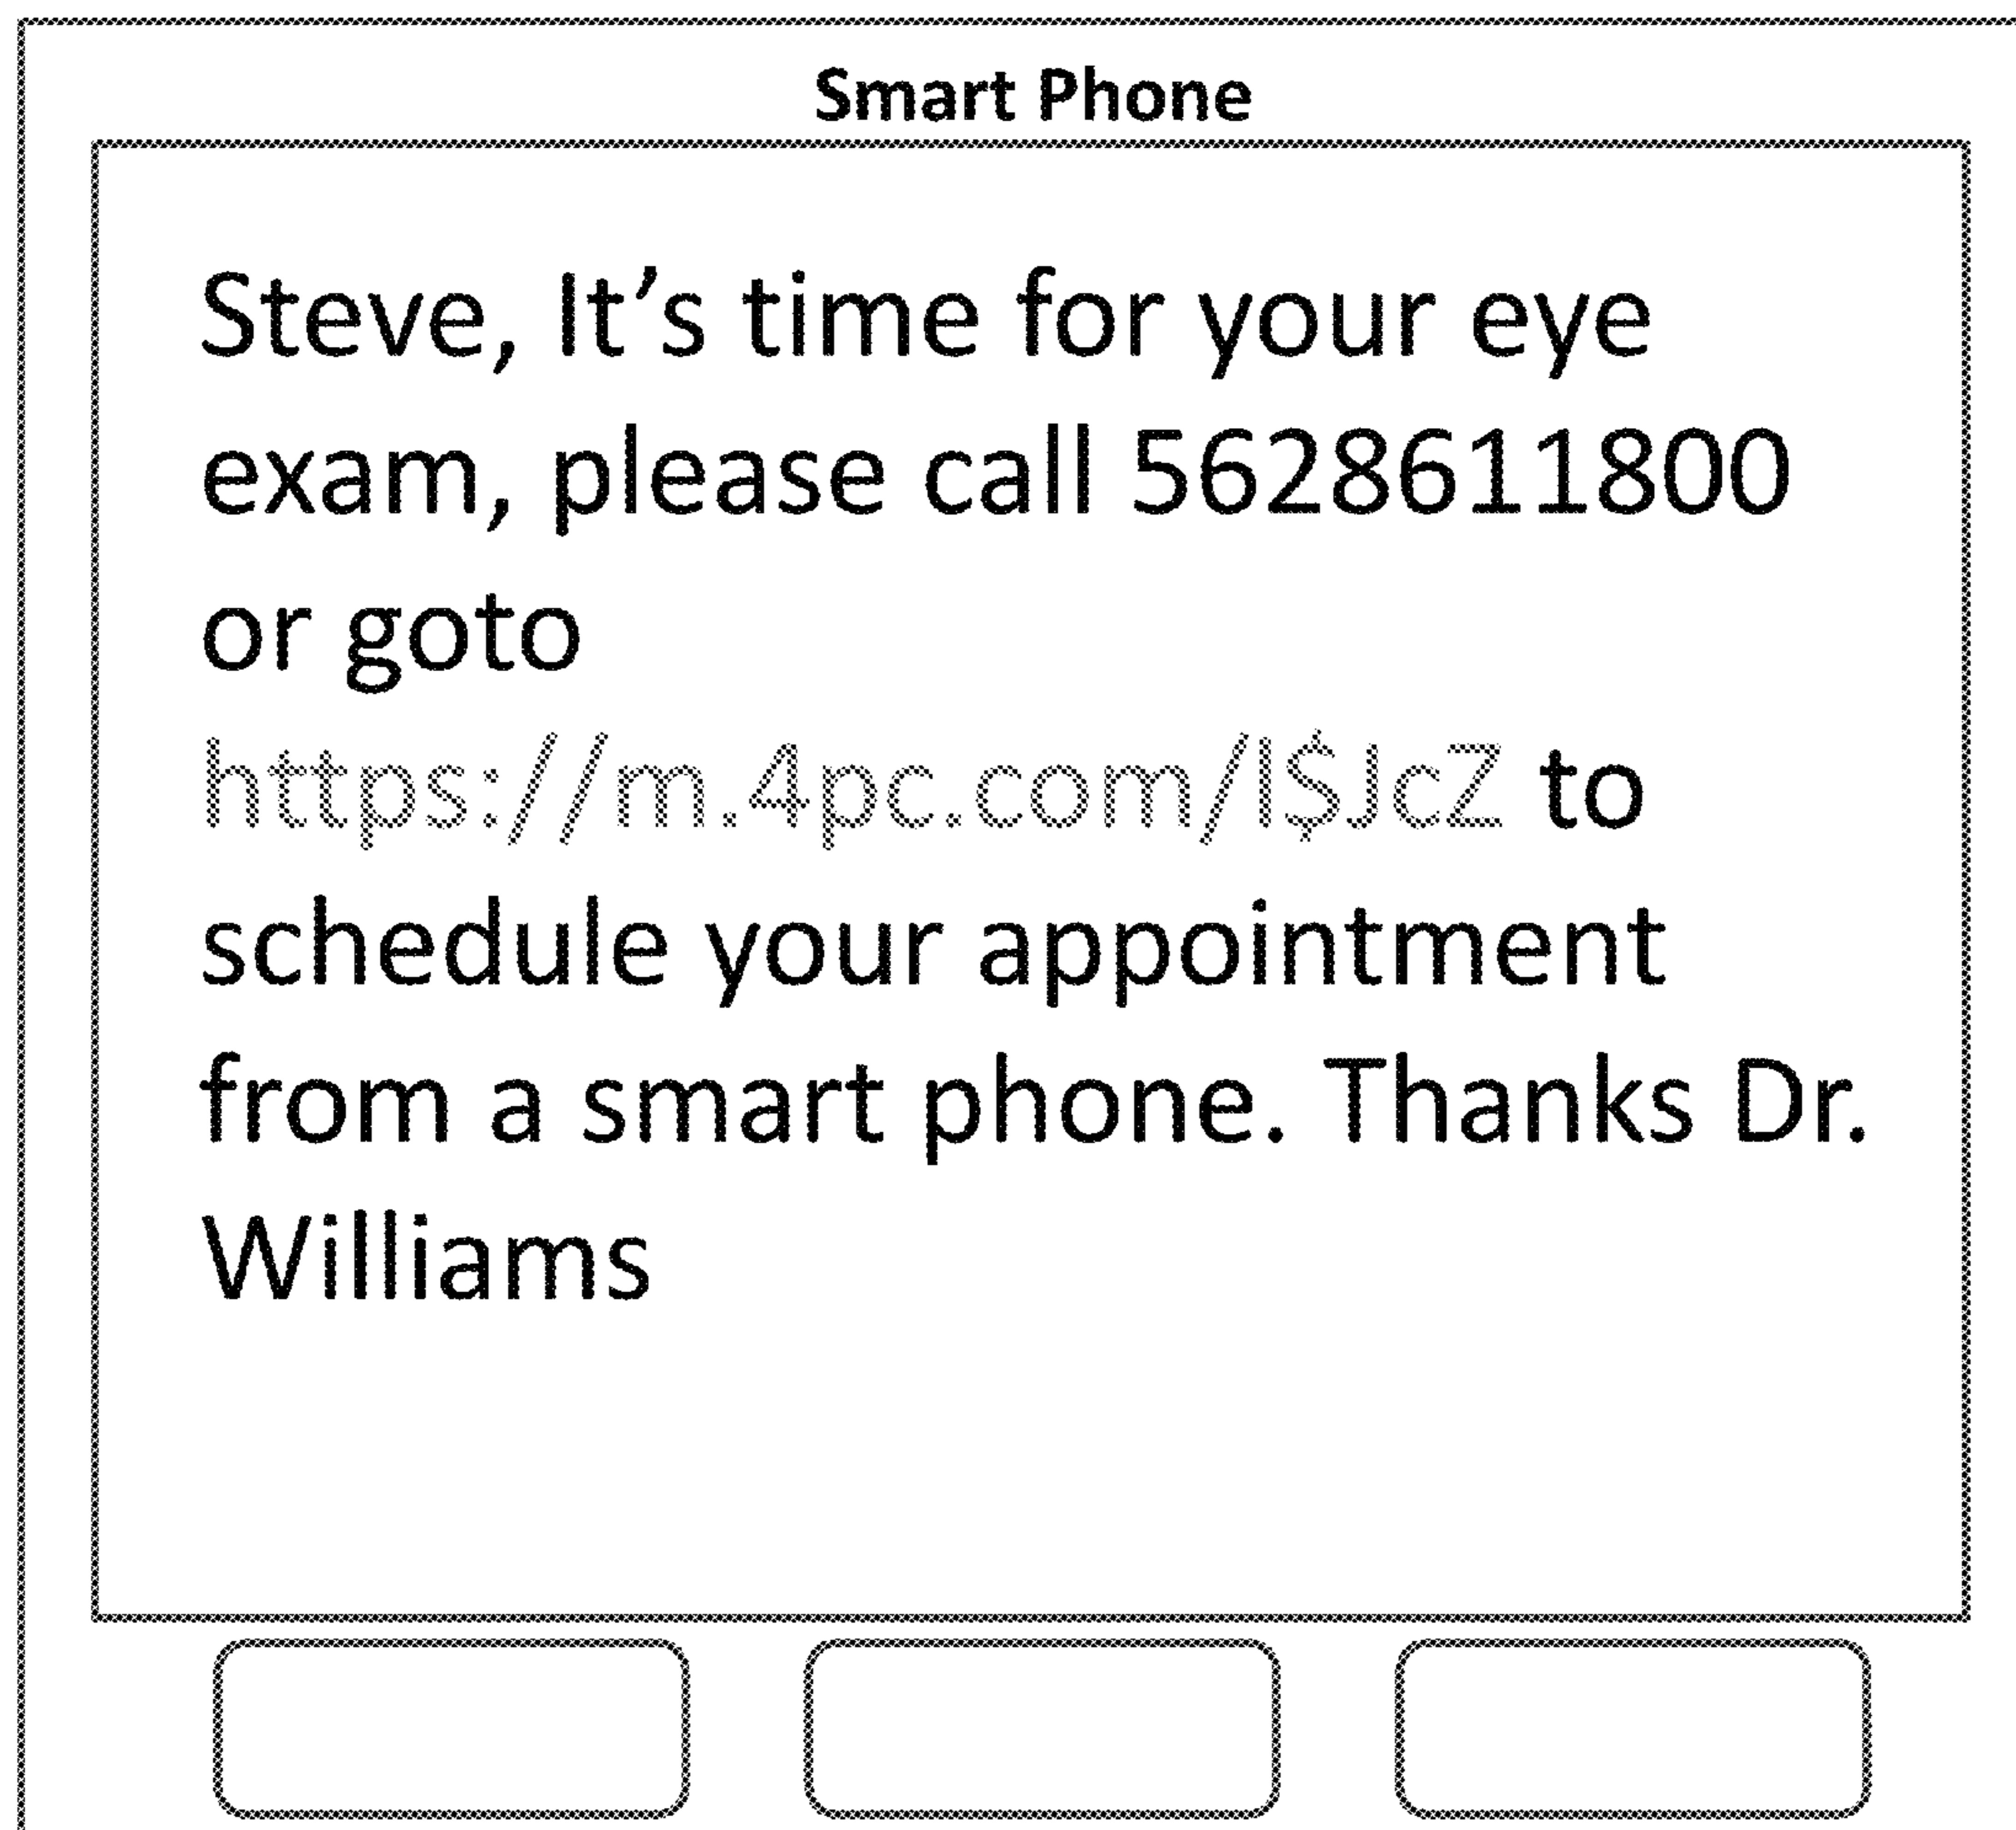 Smart Phone
Steve, It’s time for your eye
exam, please call 5628611800
or goto
https://m.4pc.com/l$JcZ to
schedule your appointment
from a smart phone. Thanks Dr.
Williams